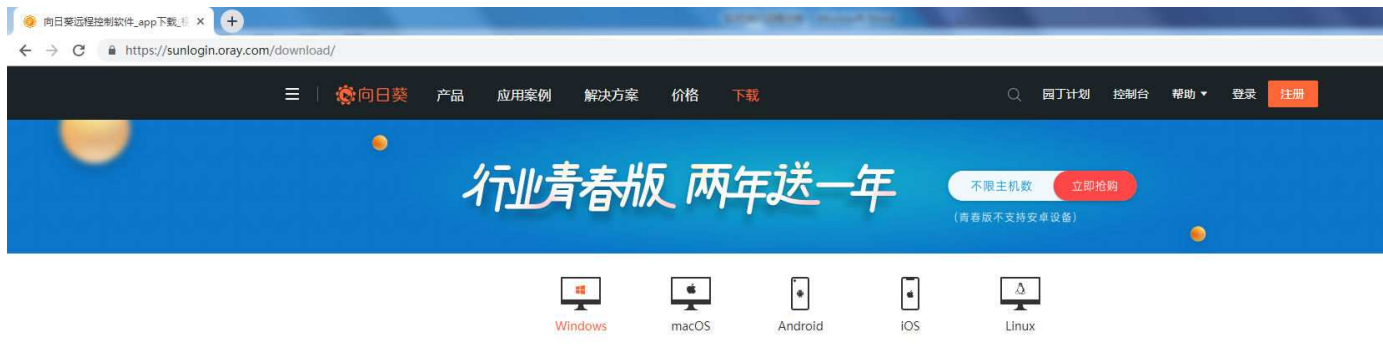 向日葵远程控制软件_app下载_
https://sunlogin.oray.com/download/
向日葵 产品 应用案例 解决方案 价格 下载 园丁计划 控制台 帮助 登录 注册
行业青春版 两年送一年
不限主机数 立即抢购
(青春版不支持安卓设备)
Windows macOS Android iOS Linux